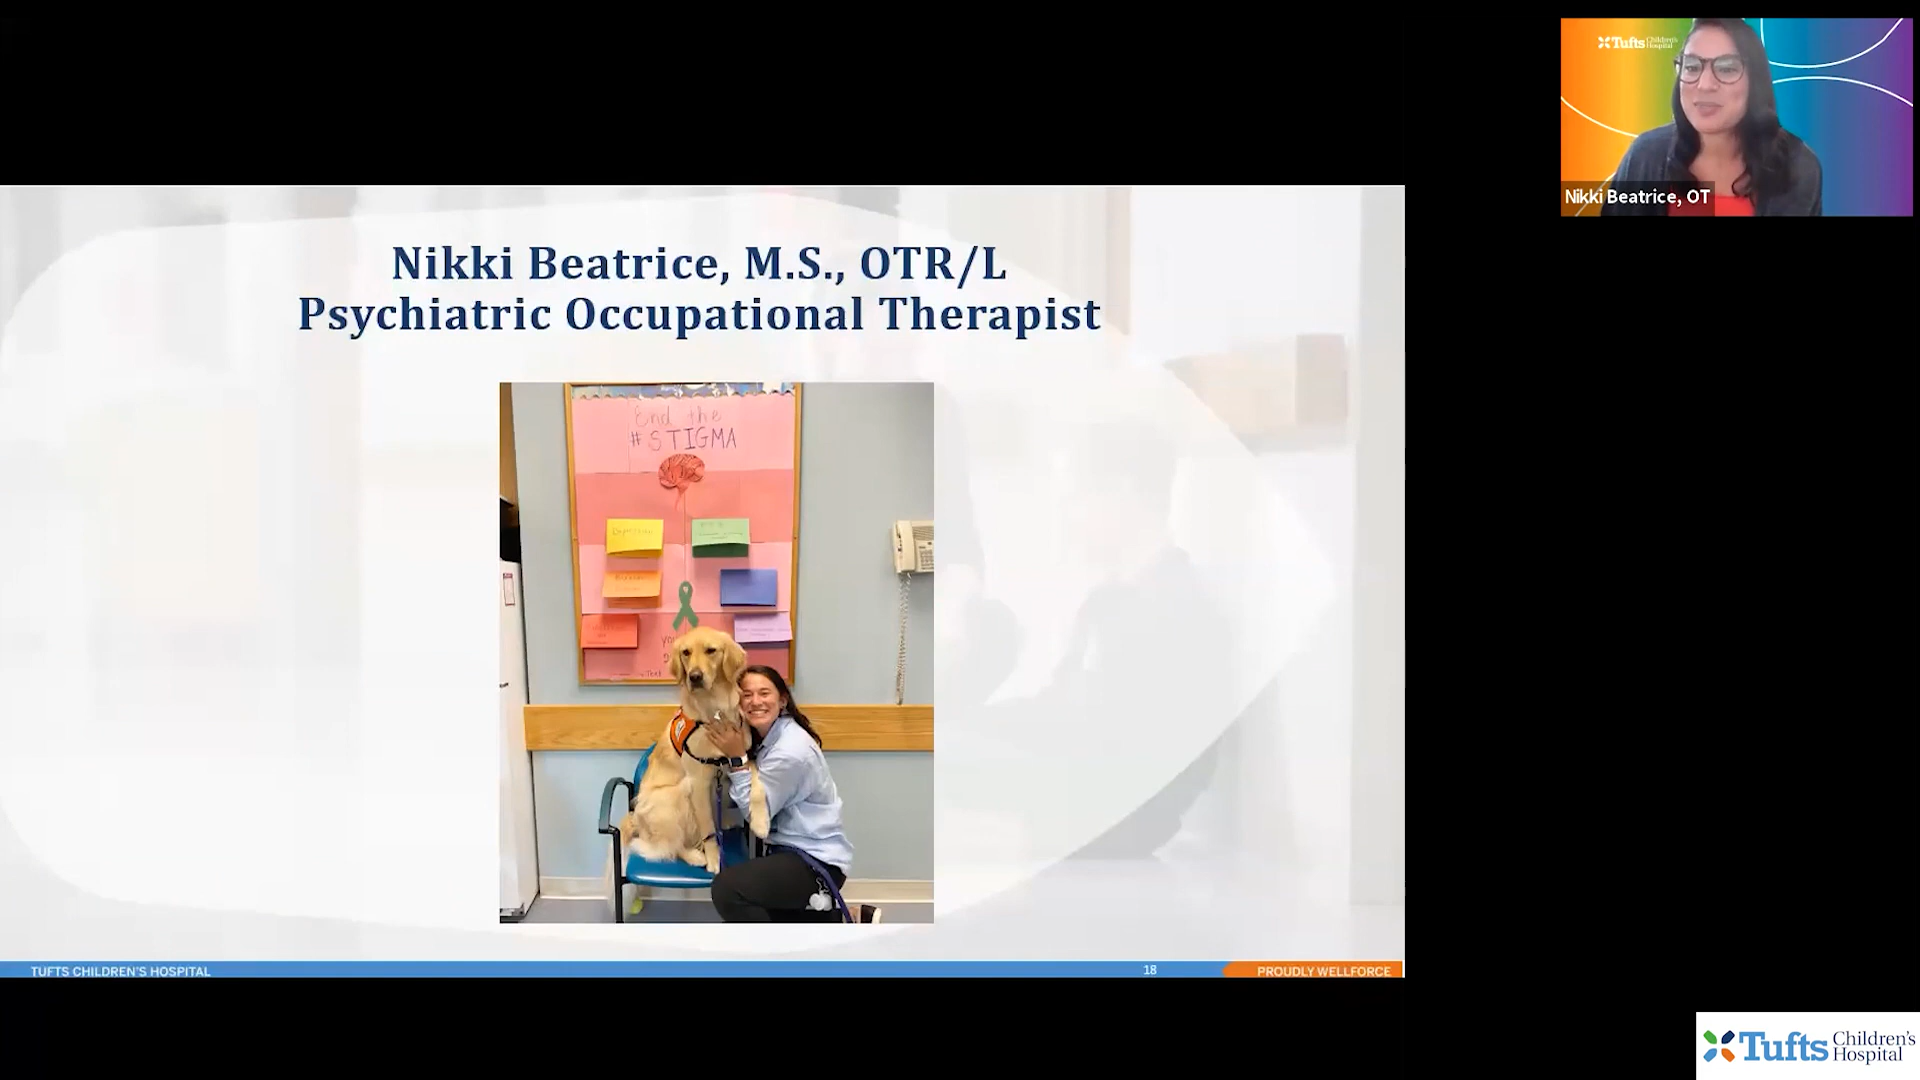 Tufts Children's
Hospital
Nikki Beatrice, OT
Nikki Beatrice, M.S., OTR/L
Psychiatric Occupational Therapist
End the
#STIGMA
Depression
TUFTS CHILDREN'S HOSPITAL
18
PROUDLY WELLFORCE
Tufts Children's
Hospital